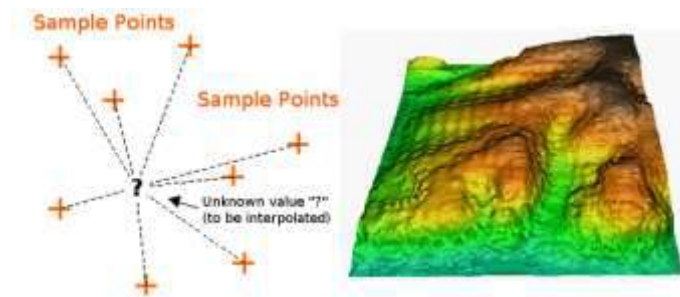 Sample Points
Sample Points
?
Unknown value "?"
(to be interpolated)